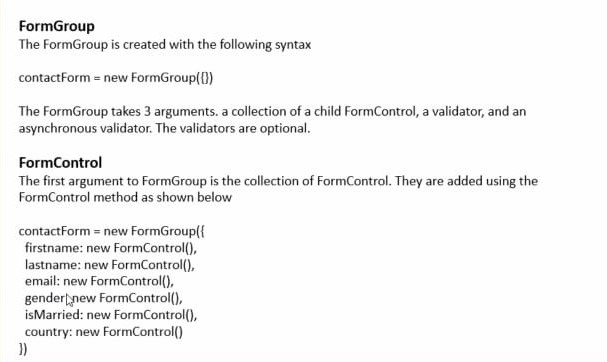 FormGroup
The FormGroup is created with the following syntax
contactForm = new FormGroup({})
The FormGroup takes 3 arguments. a collection of a child FormControl, a validator, and an
asynchronous validator. The validators are optional.
FormControl
The first argument to FormGroup is the collection of FormControl. They are added using the
FormControl method as shown below
contactForm = new FormGroup({
firstname: new FormControl(),
lastname: new FormControl(),
email: new FormControl(),
gender: new FormControl(),
isMarried: new FormControl(),
country: new FormControl()
})